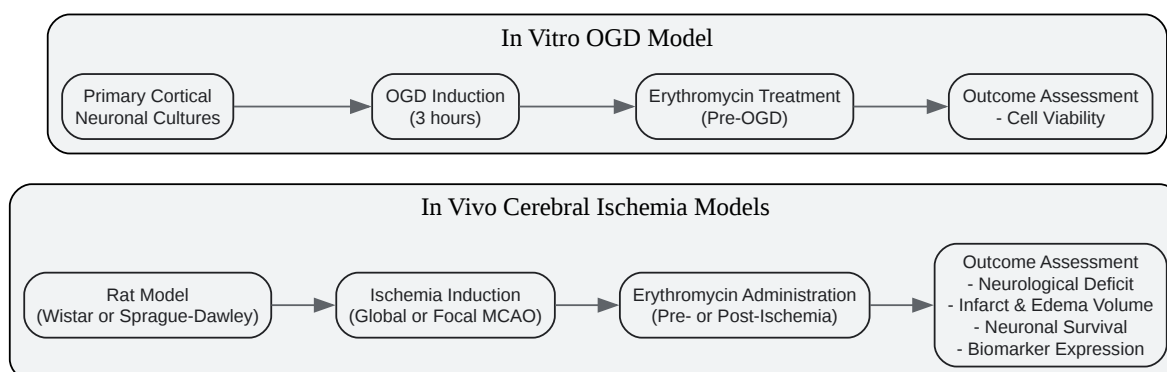 In Vitro OGD Model
Primary Cortical
Neuronal Cultures
OGD Induction
(3 hours)
Erythromycin Treatment
(Pre-OGD)
Outcome Assessment
- Cell Viability
In Vivo Cerebral Ischemia Models
Rat Model
(Wistar or Sprague-Dawley)
Ischemia Induction
(Global or Focal MCAO)
Erythromycin Administration
(Pre- or Post-Ischemia)
Outcome Assessment
- Neurological Deficit
- Infarct & Edema Volume
- Neuronal Survival
- Biomarker Expression